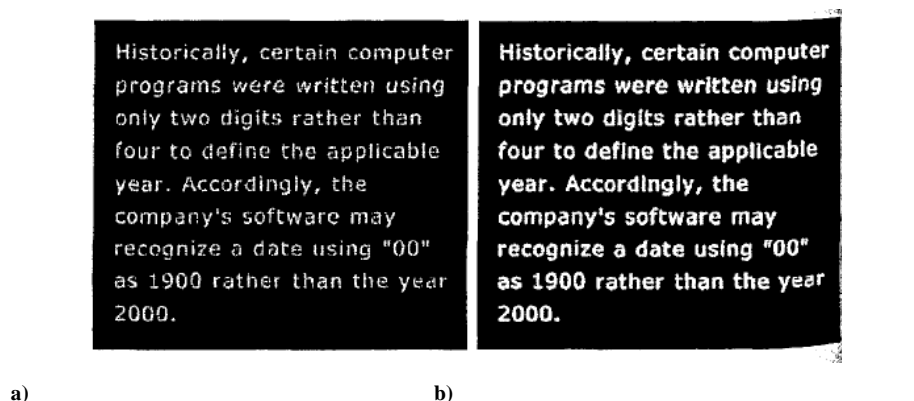 Historically, certain computer
programs were written using
only two digits rather than
four to define the applicable
year. Accordingly, the
company's software may
recognize a date using "00"
as 1900 rather than the year
2000.
Historically, certain computer
programs were written using
only two digits rather than
four to define the applicable
year. Accordingly, the
company's software may
recognize a date using "00"
as 1900 rather than the year
2000.
a)
b)